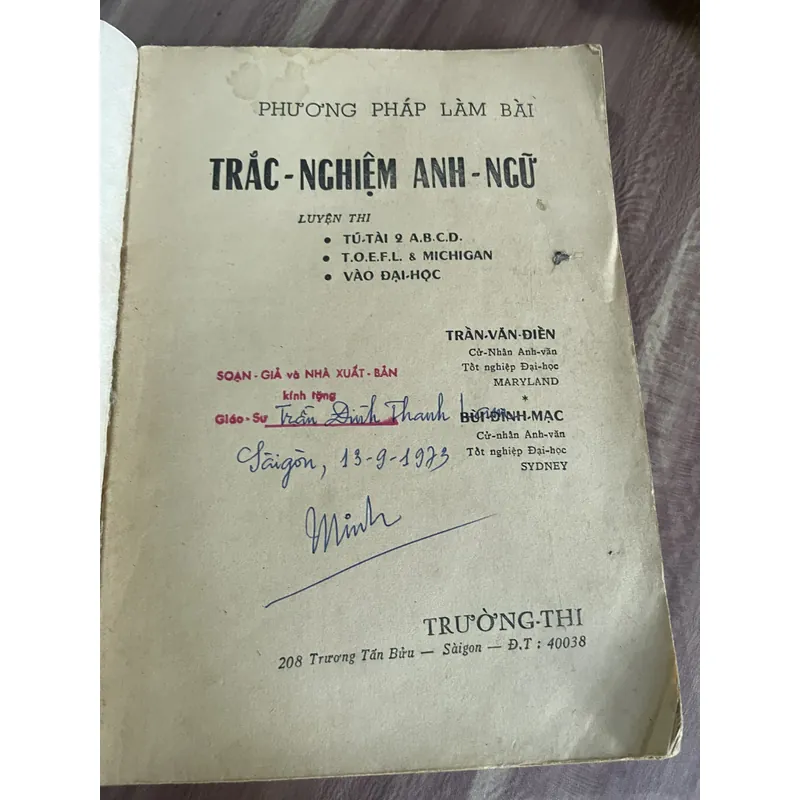 PHƯƠNG PHÁP LÀM BÀI
TRẮC-NGHIỆM ANH-NGỮ
LUYỆN THI
• TÚ-TÀI 2 A.B.C.D.
• T.O.E.F.L. & MICHIGAN
• VÀO ĐẠI-HỌC
TRẦN-VĂN-ĐIỀN
Cử-Nhân Anh-văn
Tốt nghiệp Đại-học
MARYLAND
*
BÙI-ĐÌNH-MẠC
Cử-nhân Anh-văn
Tốt nghiệp Đại-học
SYDNEY
SOẠN-GIẢ và NHÀ XUẤT-BẢN
kính tặng
Giáo-Sư Trần Đình Thanh
Sàigòn, 13-9-1973
Minh
TRƯỜNG-THI
208 Trương Tấn Bửu — Sàigon — Đ.T : 40038